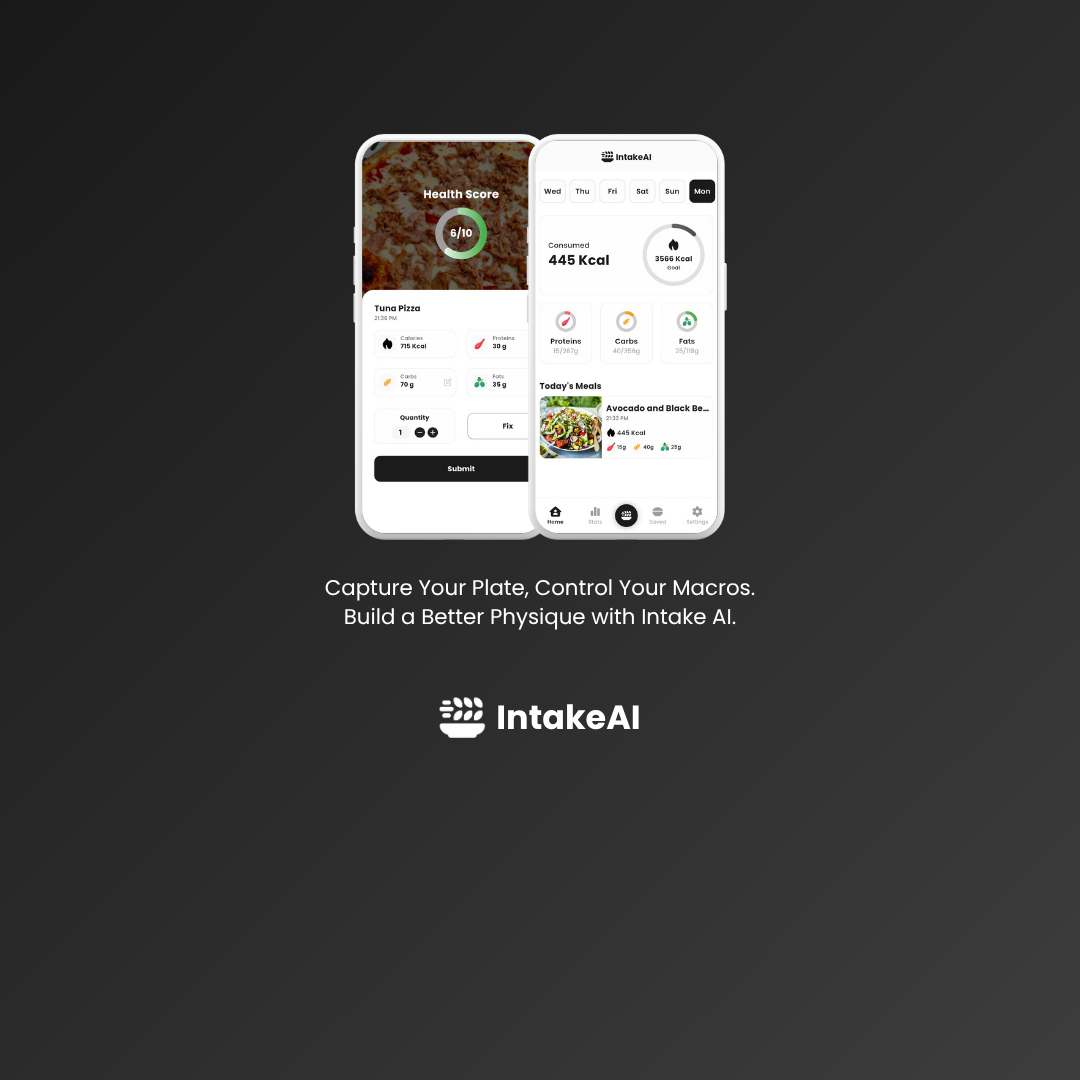 Health Score
6/10
Tuna Pizza
21:35 PM
Calories
715 Kcal
Proteins
30 g
Carbs
70 g
Fats
35 g
Quantity
1
Fix
Submit
IntakeAI
Wed Thu Fri Sat Sun Mon
Consumed
445 Kcal
3566 Kcal
Goal
Proteins
15/267g
Carbs
40/356g
Fats
25/118g
Today's Meals
Avocado and Black Be...
21:33 PM
445 Kcal
15g 40g 25g
Home Stats Saved Settings
Capture Your Plate, Control Your Macros.
Build a Better Physique with Intake AI.
IntakeAI